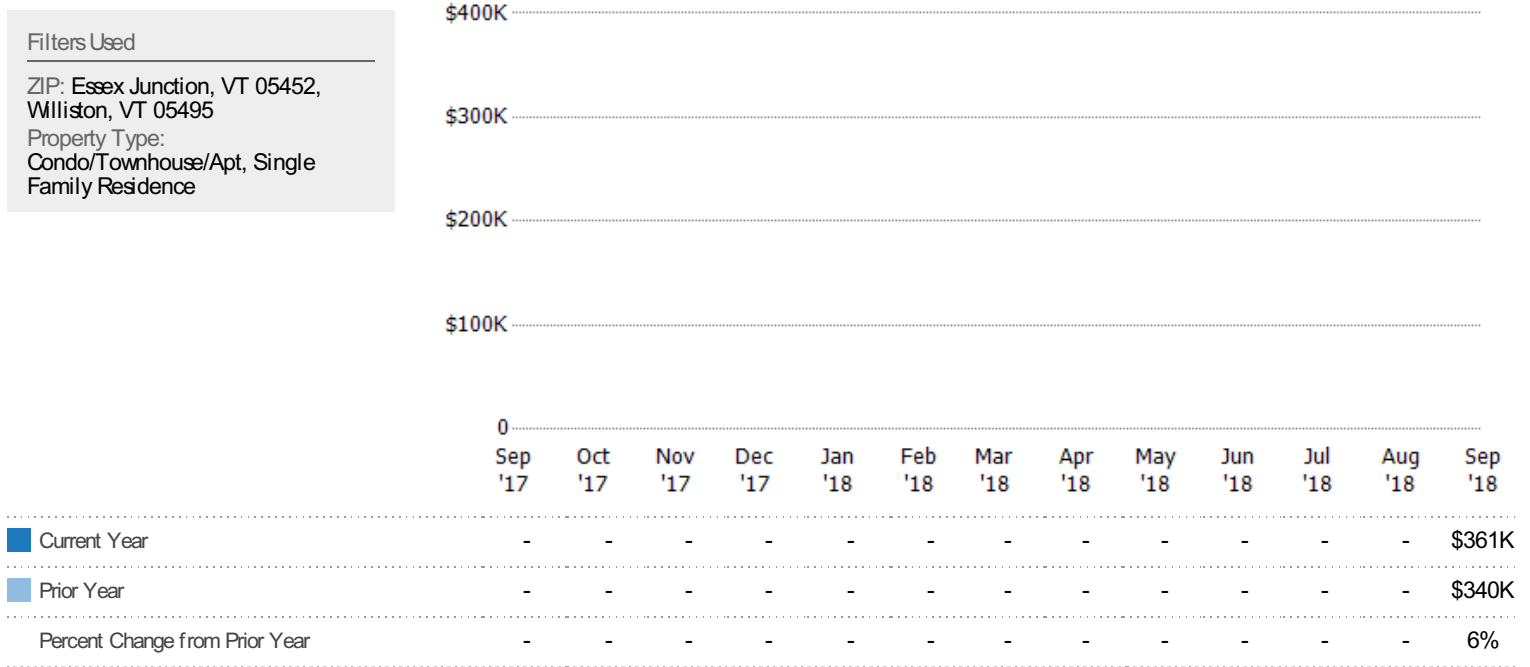 Filters Used
ZIP: Essex Junction, VT 05452,
Williston, VT 05495
Property Type:
Condo/Townhouse/Apt, Single
Family Residence
$400K
$300K
$200K
$100K
0
Sep '17 Oct '17 Nov '17 Dec '17 Jan '18 Feb '18 Mar '18 Apr '18 May '18 Jun '18 Jul '18 Aug '18 Sep '18
Current Year - - - - - - - - - - - - $361K
Prior Year - - - - - - - - - - - - $340K
Percent Change from Prior Year - - - - - - - - - - - - 6%